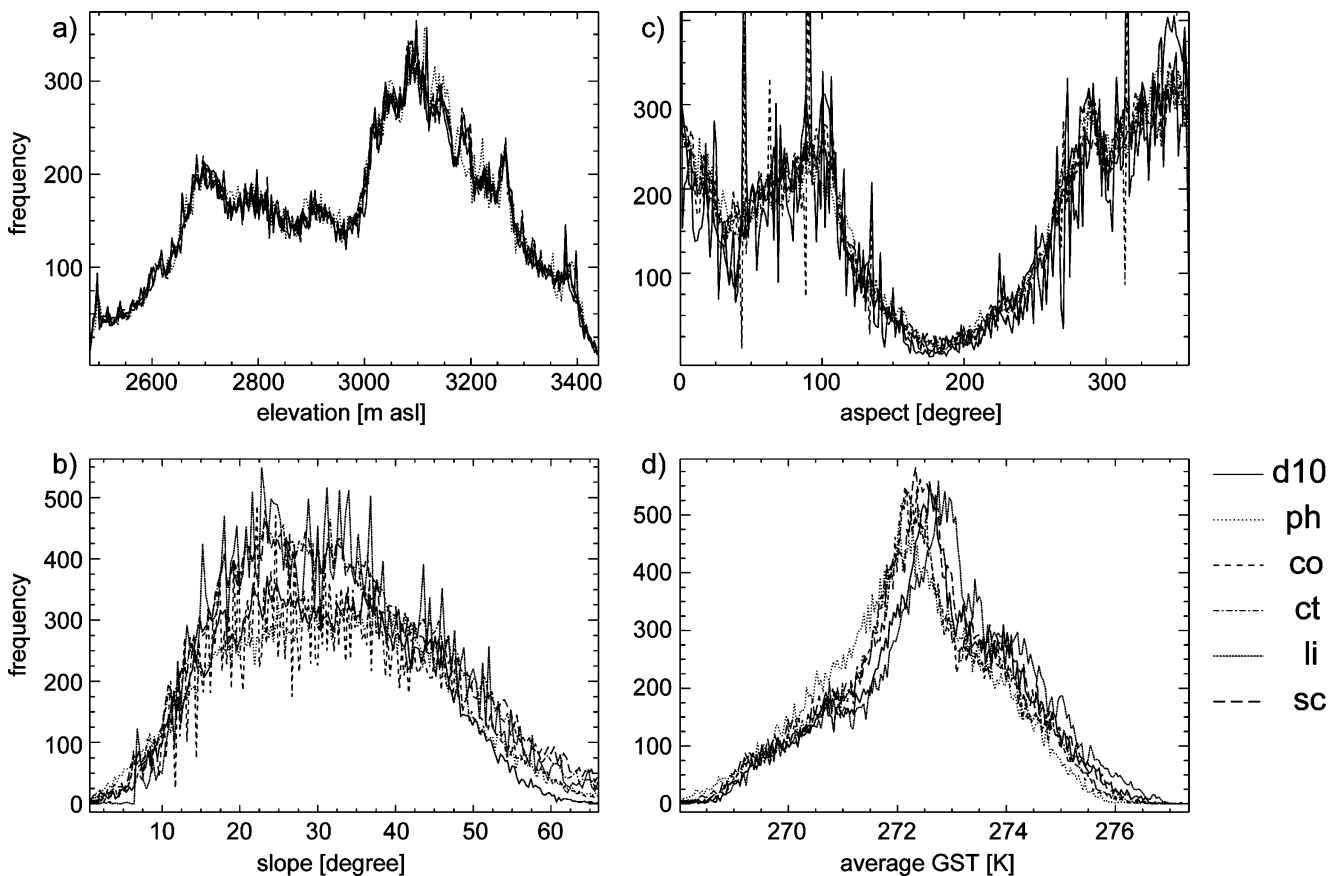 a)
frequency
300
200
100
2600 2800 3000 3200 3400
elevation [m asl]
c)
400
300
200
100
0 100 200 300
aspect [degree]
b)
frequency
500
400
300
200
100
0
10 20 30 40 50 60
slope [degree]
d)
500
400
300
200
100
0
270 272 274 276
average GST [K]
d10
ph
co
ct
li
sc